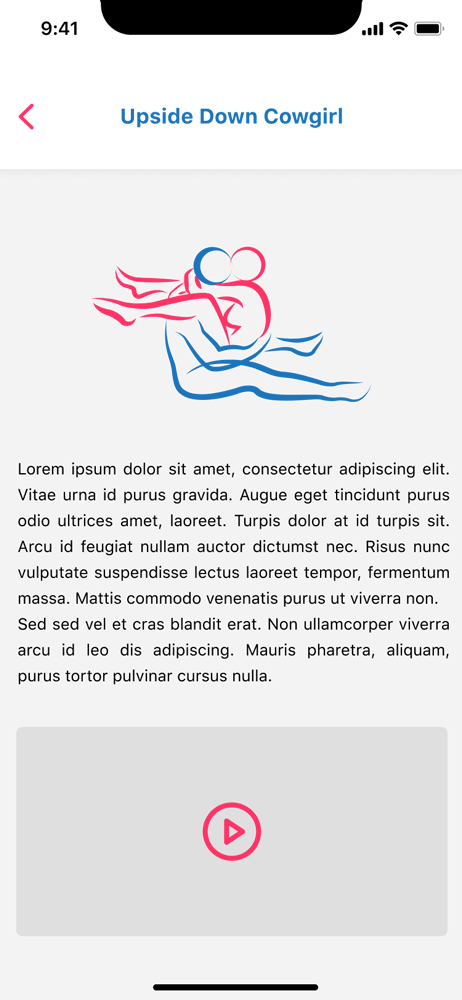 9:41
Upside Down Cowgirl
Lorem ipsum dolor sit amet, consectetur adipiscing elit.
Vitae urna id purus gravida. Augue eget tincidunt purus
odio ultrices amet, laoreet. Turpis dolor at id turpis sit.
Arcu id feugiat nullam auctor dictumst nec. Risus nunc
vulputate suspendisse lectus laoreet tempor, fermentum
massa. Mattis commodo venenatis purus ut viverra non.
Sed sed vel et cras blandit erat. Non ullamcorper viverra
arcu id leo dis adipiscing. Mauris pharetra, aliquam,
purus tortor pulvinar cursus nulla.